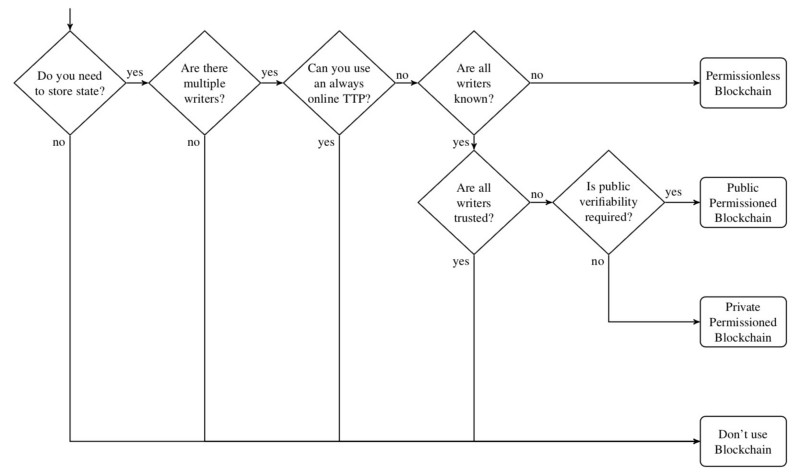 Do you need
to store state?
yes
no
Are there
multiple
writers?
yes
no
Can you use
an always
online TTP?
no
yes
Are all
writers
known?
no
yes
Permissionless
Blockchain
Are all
writers
trusted?
no
yes
Is public
verifiability
required?
yes
no
Public
Permissioned
Blockchain
Private
Permissioned
Blockchain
Don’t use
Blockchain